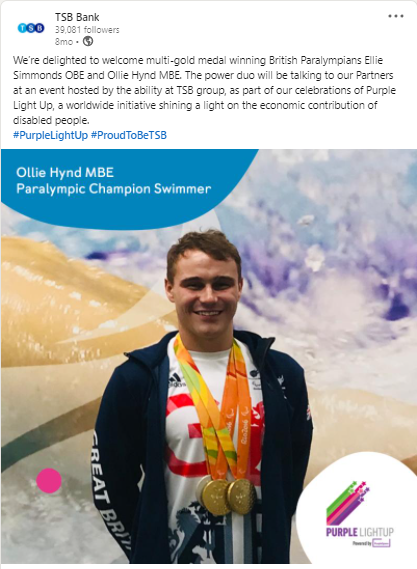 TSB Bank
TSB
39,081 followers
8mo •
We're delighted to welcome multi-gold medal winning British Paralympians Ellie
Simmonds OBE and Ollie Hynd MBE. The power duo will be talking to our Partners
at an event hosted by the ability at TSB group, as part of our celebrations of Purple
Light Up, a worldwide initiative shining a light on the economic contribution of
disabled people.
#PurpleLightUp #ProudToBeTSB
Ollie Hynd MBE
Paralympic Champion Swimmer
adidas
GREAT BRIT
PURPLE LIGHTUP
Powered by